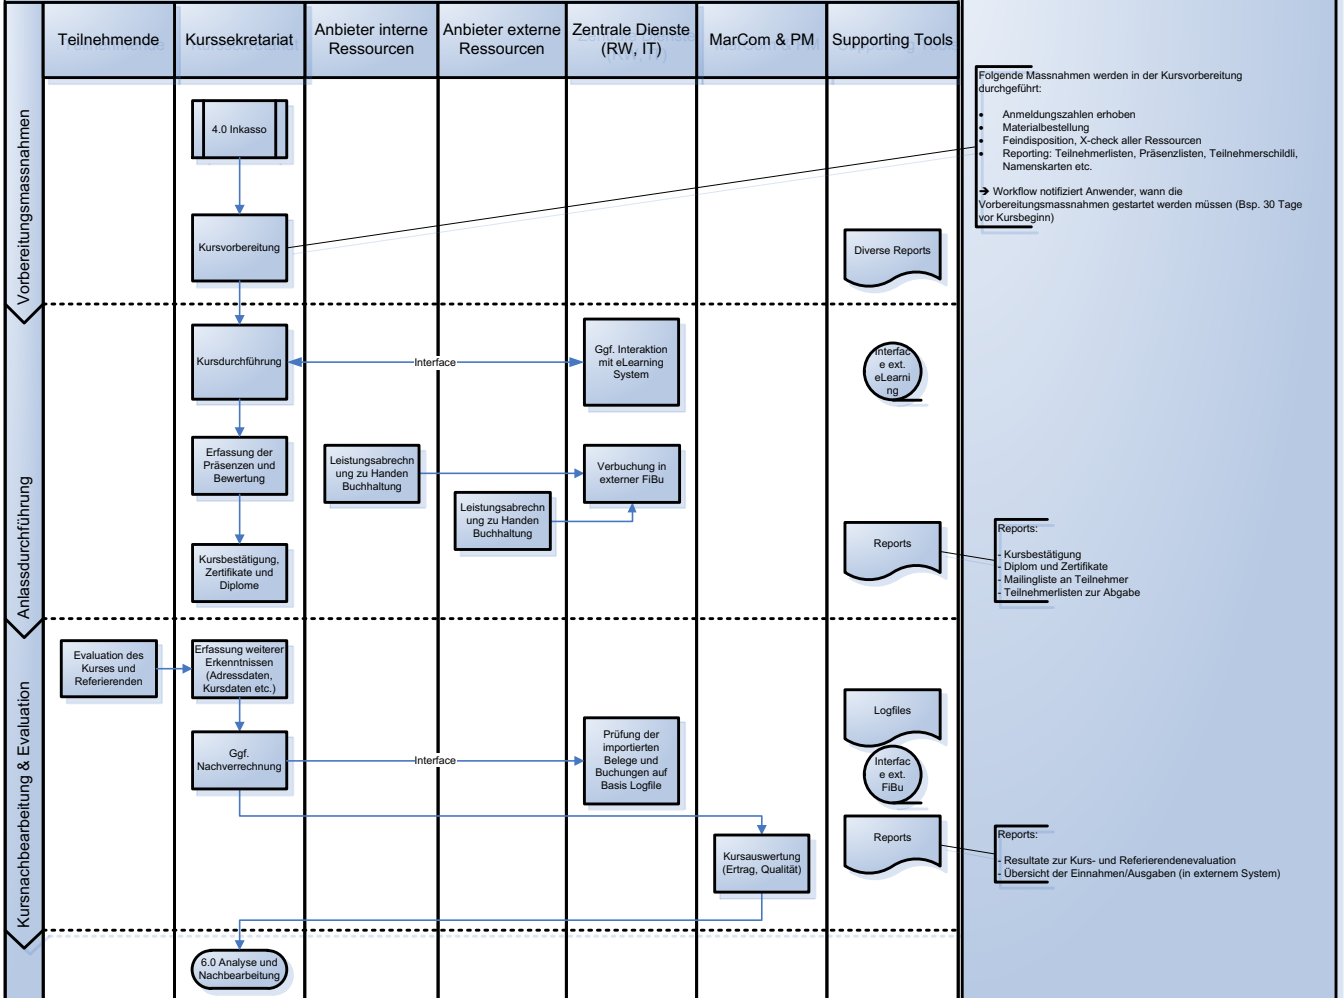 Teilnehmende
Kurssekretariat
Anbieter interne
Ressourcen
Anbieter externe
Ressourcen
Zentrale Dienste
(RW, IT)
MarCom & PM
Supporting Tools
Vorbereitungsmassnahmen
4.0 Inkasso
Kursvorbereitung
Diverse Reports
Folgende Massnahmen werden in der Kursvorbereitung
durchgeführt:
• Anmeldungszahlen erhoben
• Materialbestellung
• Feindisposition, X-check aller Ressourcen
• Reporting: Teilnehmerlisten, Präsenzlisten, Teilnehmerschildli,
Namenskarten etc.
➔ Workflow notifiziert Anwender, wann die
Vorbereitungsmassnahmen gestartet werden müssen (Bsp. 30 Tage
vor Kursbeginn)
Anlassdurchführung
Kursdurchführung
Interface
Ggf. Interaktion
mit eLearning
System
Interfac
e ext.
eLearni
ng
Erfassung der
Präsenzen und
Bewertung
Leistungsabrechn
ung zu Handen
Buchhaltung
Verbuchung in
externer FiBu
Leistungsabrechn
ung zu Handen
Buchhaltung
Kursbestätigung,
Zertifikate und
Diplome
Reports
Reports:
- Kursbestätigung
- Diplom und Zertifikate
- Mailingliste an Teilnehmer
- Teilnehmerlisten zur Abgabe
Kursnachbearbeitung & Evaluation
Evaluation des
Kurses und
Referierenden
Erfassung weiterer
Erkenntnissen
(Adressdaten,
Kursdaten etc.)
Logfiles
Ggf.
Nachverrechnung
Interface
Prüfung der
importierten
Belege und
Buchungen auf
Basis Logfile
Interfac
e ext.
FiBu
Kursauswertung
(Ertrag, Qualität)
Reports
Reports:
- Resultate zur Kurs- und Referierendenevaluation
- Übersicht der Einnahmen/Ausgaben (in externem System)
6.0 Analyse und
Nachbearbeitung